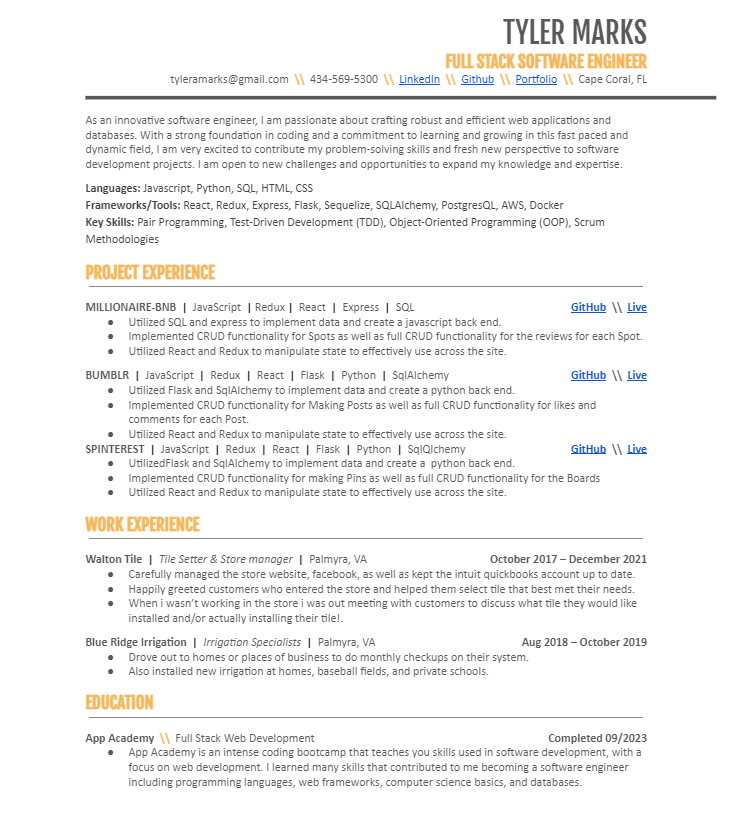 TYLER MARKS
FULL STACK SOFTWARE ENGINEER
tyleramarks@gmail.com \\ 434-569-5300 \\ LinkedIn \\ Github \\ Portfolio \\ Cape Coral, FL
As an innovative software engineer, I am passionate about crafting robust and efficient web applications and
databases. With a strong foundation in coding and a commitment to learning and growing in this fast paced and
dynamic field, I am very excited to contribute my problem-solving skills and fresh new perspective to software
development projects. I am open to new challenges and opportunities to expand my knowledge and expertise.
Languages: Javascript, Python, SQL, HTML, CSS
Frameworks/Tools: React, Redux, Express, Flask, Sequelize, SQLAlchemy, PostgresQL, AWS, Docker
Key Skills: Pair Programming, Test-Driven Development (TDD), Object-Oriented Programming (OOP), Scrum
Methodologies
PROJECT EXPERIENCE
MILLIONAIRE-BNB | JavaScript | Redux | React | Express | SQL GitHub \\ Live
● Utilized SQL and express to implement data and create a javascript back end.
● Implemented CRUD functionality for Spots as well as full CRUD functionality for the reviews for each Spot.
● Utilized React and Redux to manipulate state to effectively use across the site.
BUMBLR | JavaScript | Redux | React | Flask | Python | SqlAlchemy GitHub \\ Live
● Utilized Flask and SqlAlchemy to implement data and create a python back end.
● Implemented CRUD functionality for Making Posts as well as full CRUD functionality for likes and
comments for each Post.
● Utilized React and Redux to manipulate state to effectively use across the site.
SPINTEREST | JavaScript | Redux | React | Flask | Python | SqlQlchemy GitHub \\ Live
● UtilizedFlask and SqlAlchemy to implement data and create a python back end.
● Implemented CRUD functionality for making Pins as well as full CRUD functionality for the Boards
● Utilized React and Redux to manipulate state to effectively use across the site.
WORK EXPERIENCE
Walton Tile | Tile Setter & Store manager | Palmyra, VA October 2017 – December 2021
● Carefully managed the store website, facebook, as well as kept the intuit quickbooks account up to date.
● Happily greeted customers who entered the store and helped them select tile that best met their needs.
● When i wasn't working in the store i was out meeting with customers to discuss what tile they would like
installed and/or actually installing their tile!.
Blue Ridge Irrigation | Irrigation Specialists | Palmyra, VA Aug 2018 – October 2019
● Drove out to homes or places of business to do monthly checkups on their system.
● Also installed new irrigation at homes, baseball fields, and private schools.
EDUCATION
App Academy \\ Full Stack Web Development Completed 09/2023
● App Academy is an intense coding bootcamp that teaches you skills used in software development, with a
focus on web development. I learned many skills that contributed to me becoming a software engineer
including programming languages, web frameworks, computer science basics, and databases.